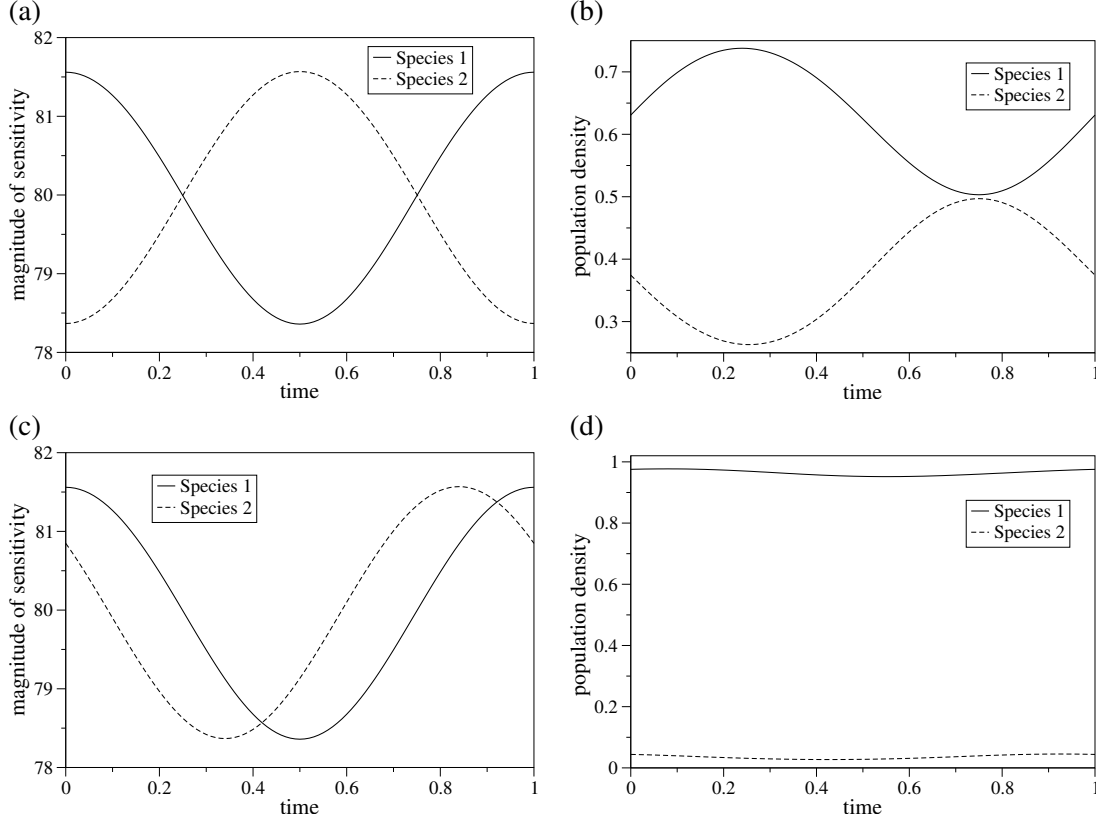 (a)
82
81
80
79
78
magnitude of sensitivity
Species 1
Species 2
0
0.2
0.4
0.6
0.8
1
time
(b)
0.7
0.6
0.5
0.4
0.3
population density
Species 1
Species 2
0
0.2
0.4
0.6
0.8
1
time
(c)
82
81
80
79
78
magnitude of sensitivity
Species 1
Species 2
0
0.2
0.4
0.6
0.8
1
time
(d)
1
0.8
0.6
0.4
0.2
0
population density
Species 1
Species 2
0
0.2
0.4
0.6
0.8
1
time